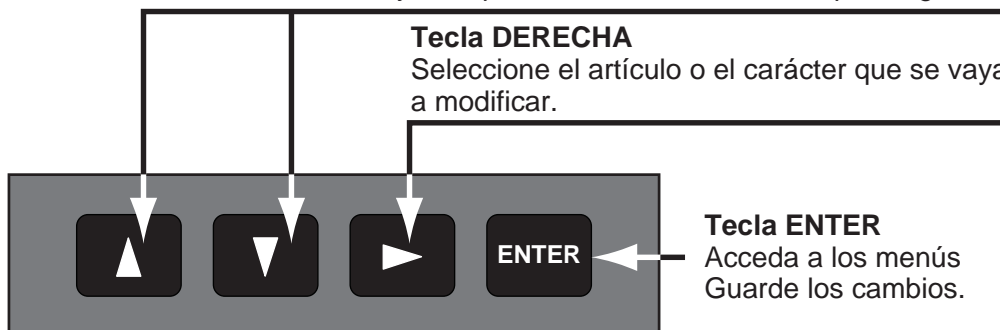 Tecla DERECHA
Seleccione el artículo o el carácter que se vaya
a modificar.
ENTER
Tecla ENTER
Acceda a los menús
Guarde los cambios.